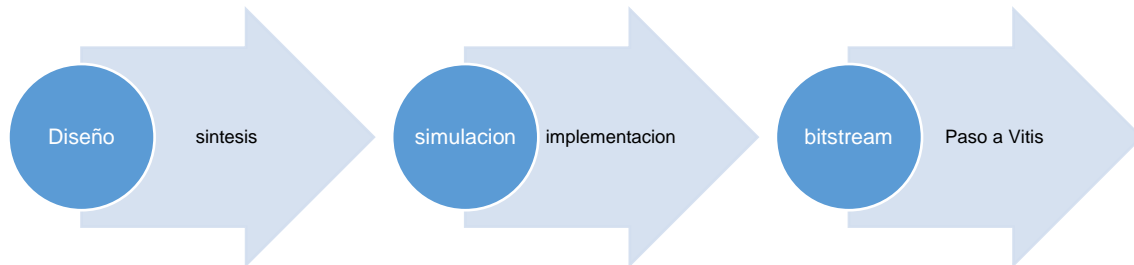 Diseño
sintesis
simulacion
implementacion
bitstream
Paso a Vitis